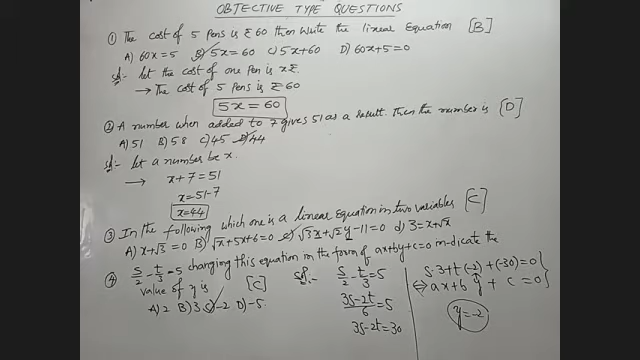 OBJECTIVE TYPE QUESTIONS
① The cost of 5 pens is ₹60 then write the linear Equation [B]
A) 60x=5 B) 5x=60 C) 5x+60 D) 60x+5=0
Sol:- let the cost of one pen is x₹.
→ The cost of 5 pens is ₹60
5x=60
② A number when added to 7 gives 51 as a result. Then the number is [D]
A) 51 B) 58 C) 45 D) 44
Sol:- let a number be x.
→ x+7=51
x=51-7
x=44
③ In the following which one is a linear Equation in two variables [C]
A) x+√3=0 B) √x+5x+6=0 c) √3x+√2y-11=0 d) 3=x+√x
④ s/2-t/3=5 changing this equation in the form of ax+by+c=0 indicate the
value of y is [C]
A) 2 B) 3 c) -2 D) -5
Sol:- s/2-t/3=5
3s-2t/6=5
3s-2t=30
s·3+t(-2)+(-30)=0
⇔ ax+b y+c=0
y=-2